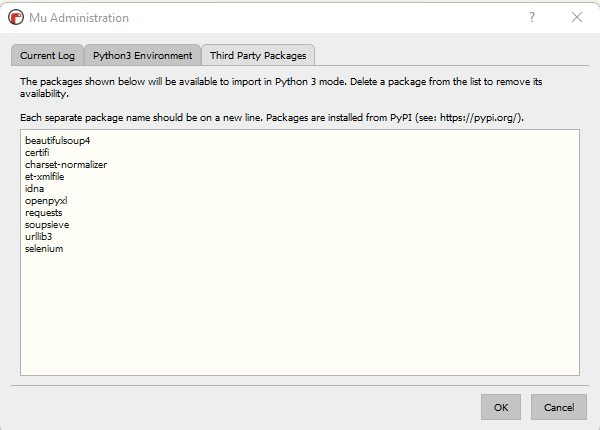 Mu Administration
?
Current Log
Python3 Environment
Third Party Packages
The packages shown below will be available to import in Python 3 mode. Delete a package from the list to remove its
availability.
Each separate package name should be on a new line. Packages are installed from PyPI (see: https://pypi.org/).
beautifulsoup4
certifi
charset-normalizer
et-xmlfile
idna
openpyxl
requests
soupsieve
urllib3
selenium
OK
Cancel